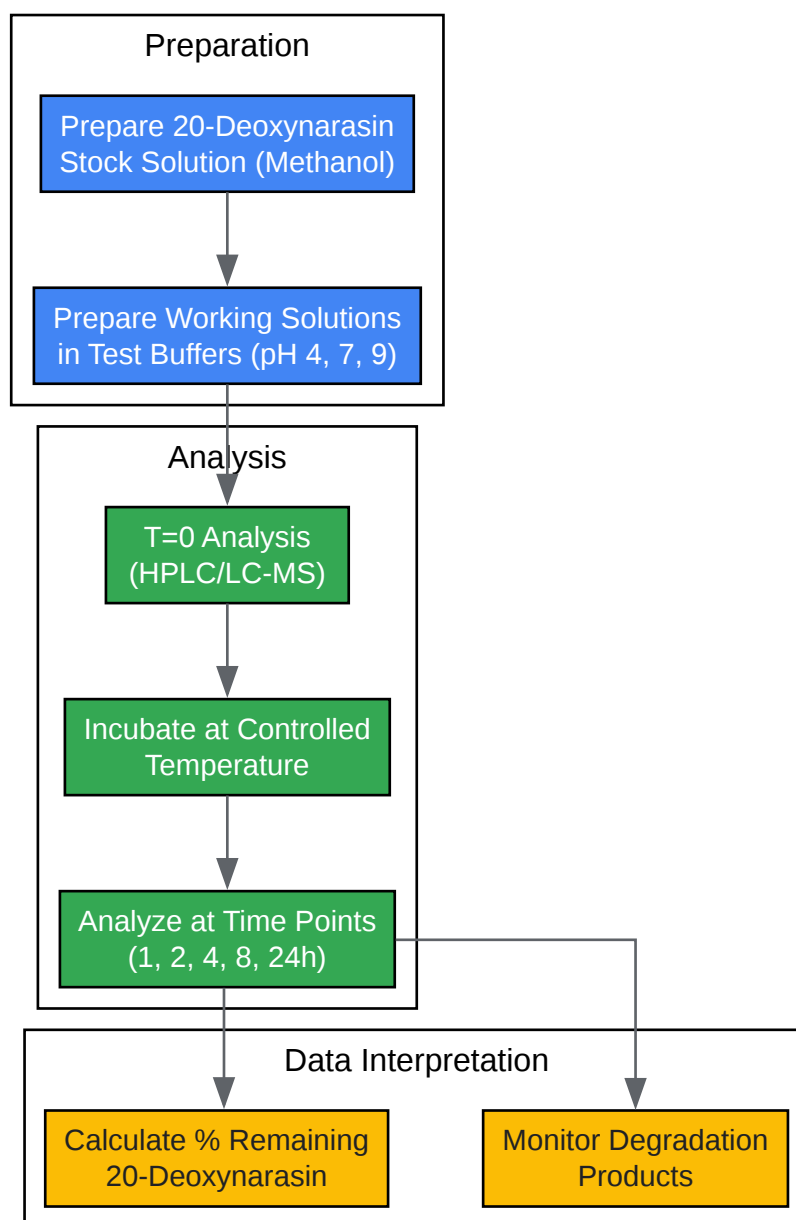 Preparation
Prepare 20-Deoxynarasin
Stock Solution (Methanol)
Prepare Working Solutions
in Test Buffers (pH 4, 7, 9)
Analysis
T=0 Analysis
(HPLC/LC-MS)
Incubate at Controlled
Temperature
Analyze at Time Points
(1, 2, 4, 8, 24h)
Data Interpretation
Calculate % Remaining
20-Deoxynarasin
Monitor Degradation
Products